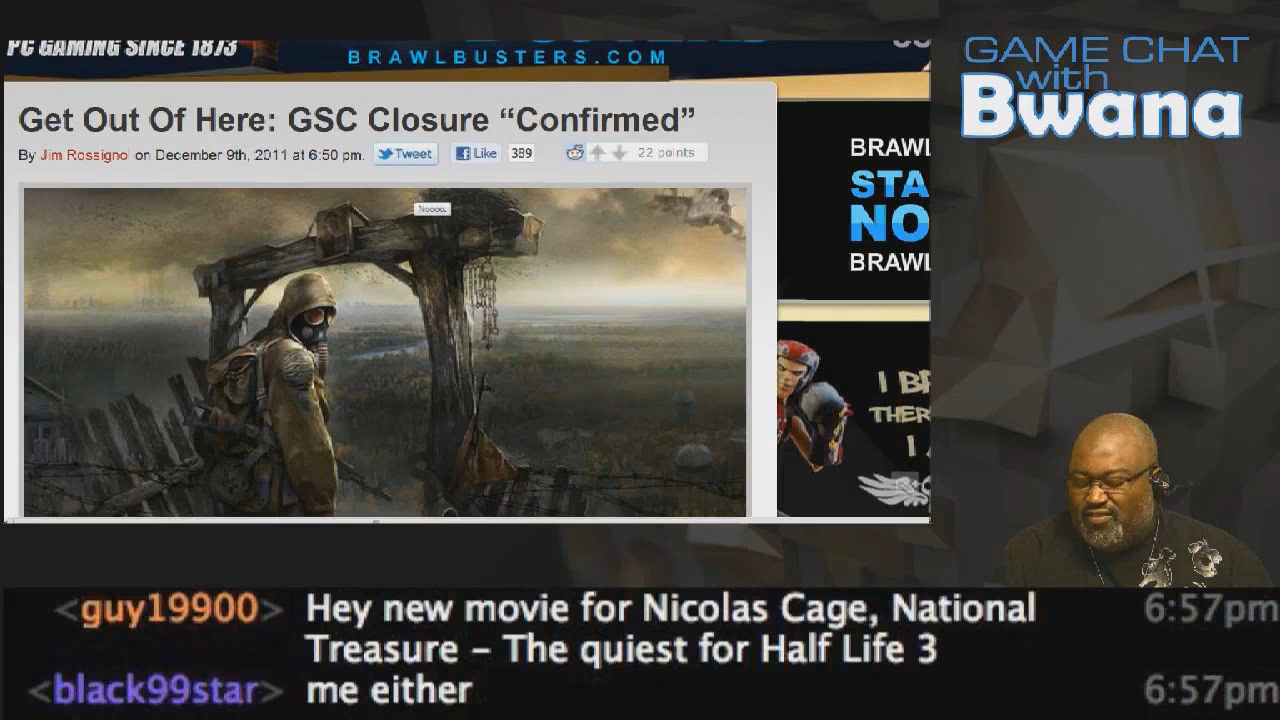 PC GAMING SINCE 1873
BRAWLBUSTERS.COM
GAME CHAT
with
Bwana
Get Out Of Here: GSC Closure “Confirmed”
By Jim Rossignol on December 9th, 2011 at 6:50 pm.
Tweet
Like
389
22 points
Noooo.
BRAWL
STA
NO
BRAWL
I BR
THER
I
<guy19900> Hey new movie for Nicolas Cage, National 6:57pm
Treasure – The quiest for Half Life 3
<black99star> me either 6:57pm